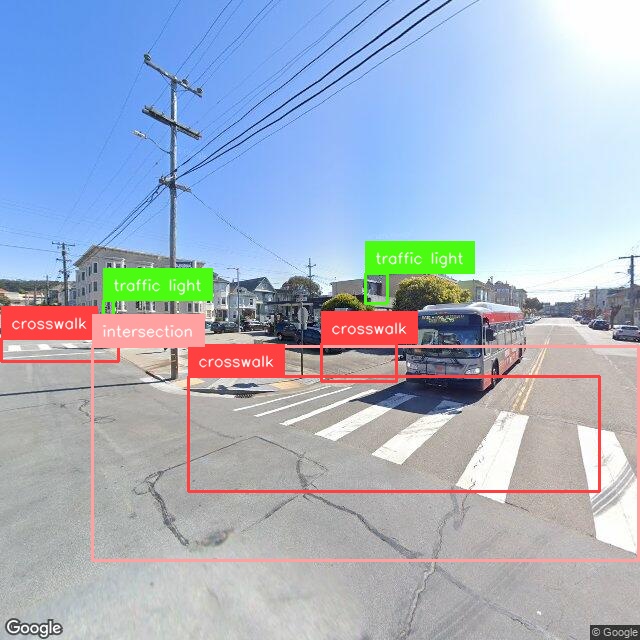 traffic light
traffic light
crosswalk
intersection
crosswalk
crosswalk
Google
© Google